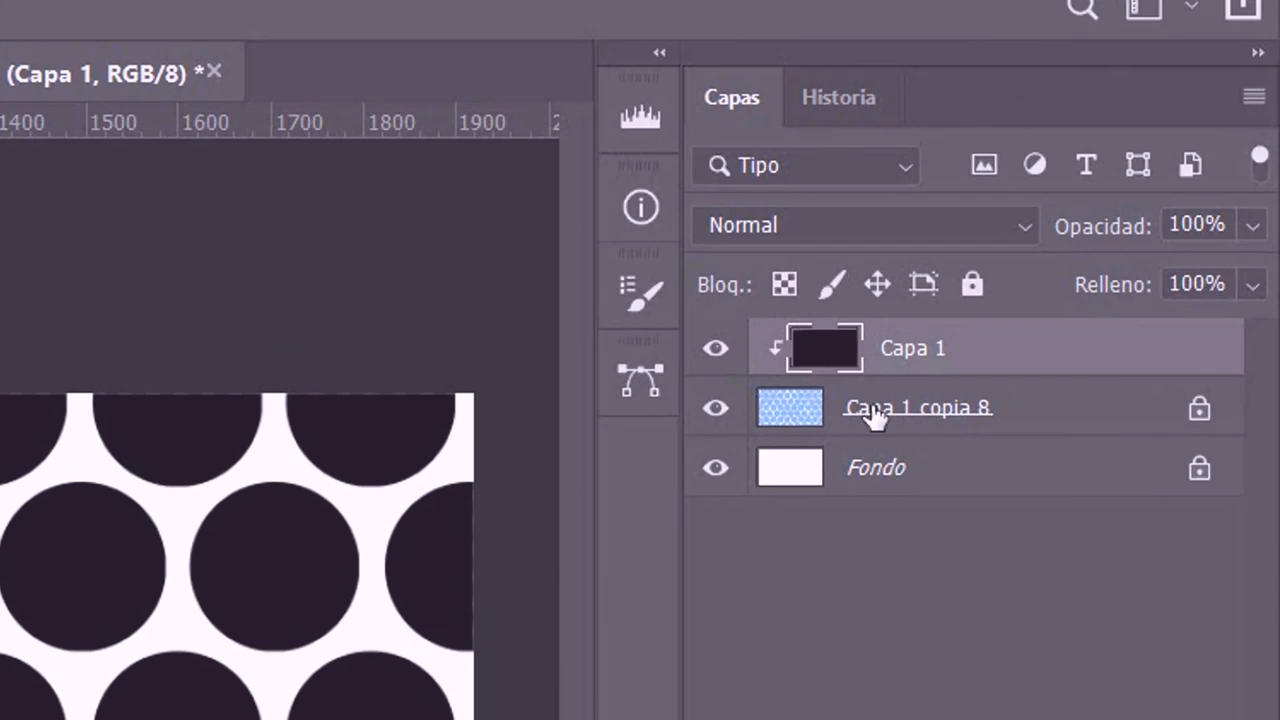 (Capa 1, RGB/8) *
1400 1500 1600 1700 1800 1900 2
Capas Historia
Tipo
Normal Opacidad: 100%
Bloq.: Relleno: 100%
Capa 1
Capa 1 copia 8
Fondo